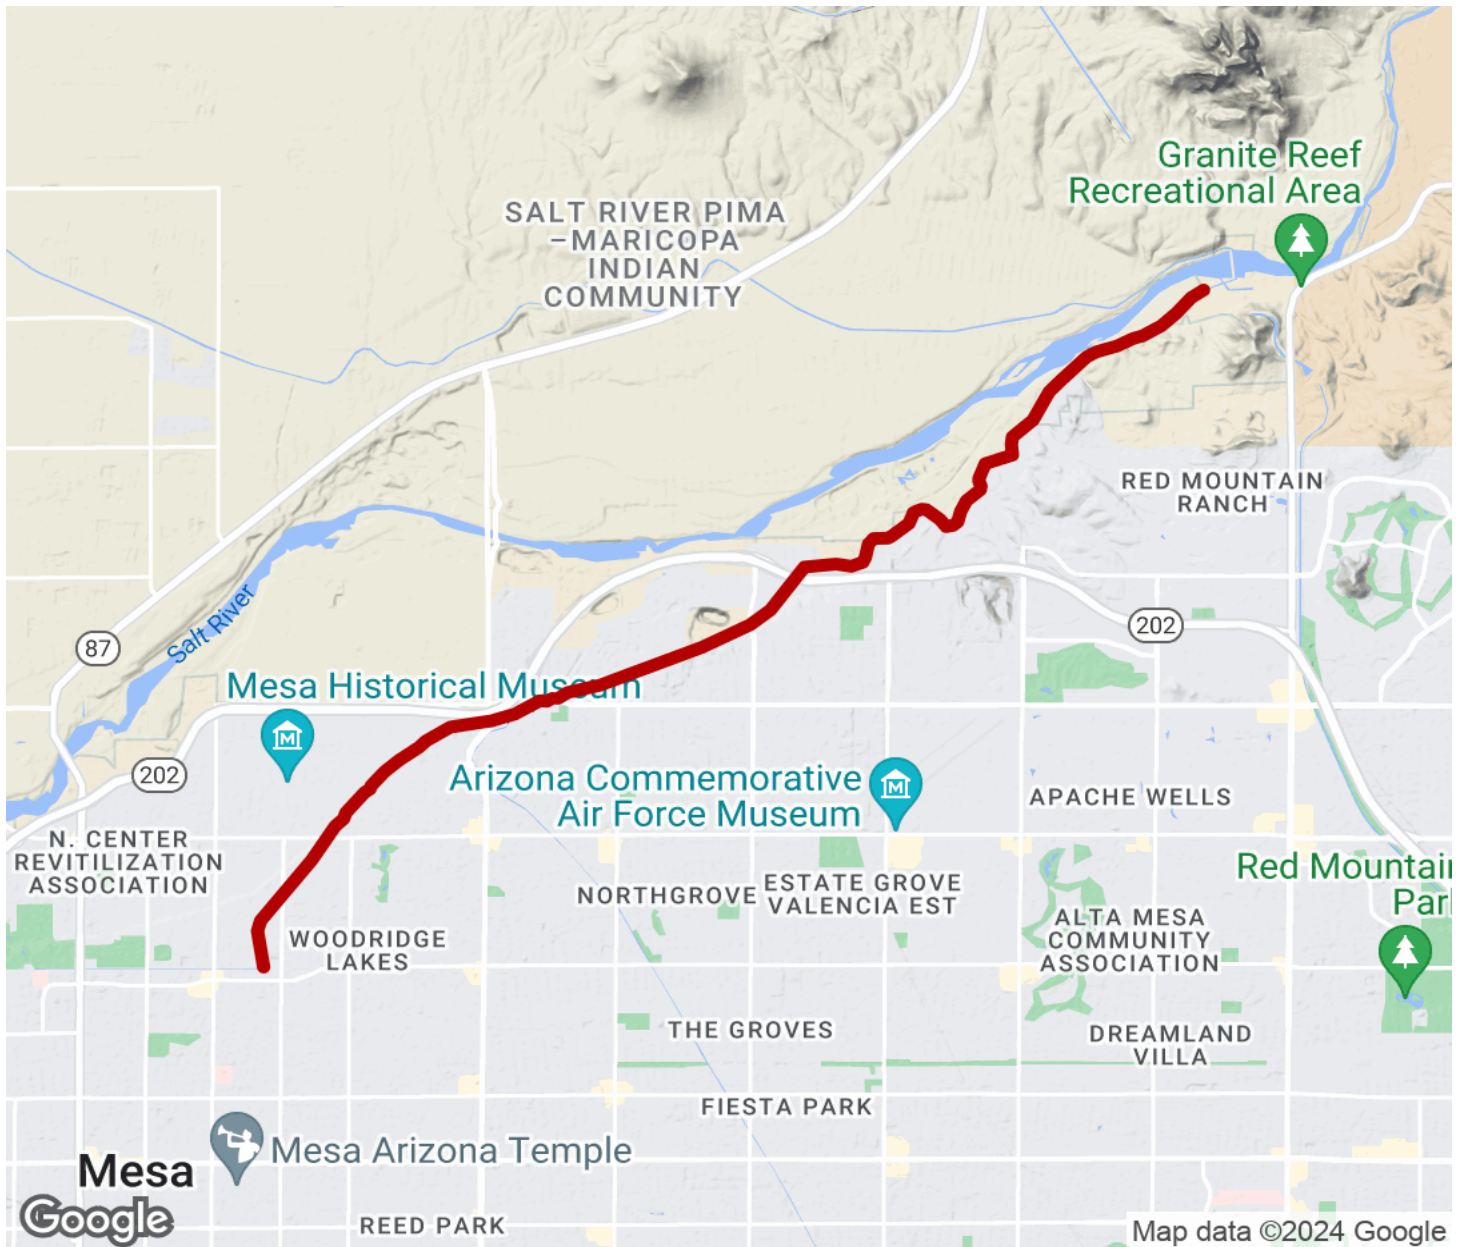 Granite Reef
Recreational Area
SALT RIVER PIMA
–MARICOPA
INDIAN
COMMUNITY
RED MOUNTAIN
RANCH
Salt River
87
202
Mesa Historical Museum
202
Arizona Commemorative
Air Force Museum
APACHE WELLS
N. CENTER
REVITILIZATION
ASSOCIATION
Red Mountain
Par
NORTHGROVE
ESTATE GROVE
VALENCIA EST
ALTA MESA
COMMUNITY
ASSOCIATION
WOODRIDGE
LAKES
THE GROVES
DREAMLAND
VILLA
FIESTA PARK
Mesa Arizona Temple
Mesa
REED PARK
Google
Map data ©2024 Google